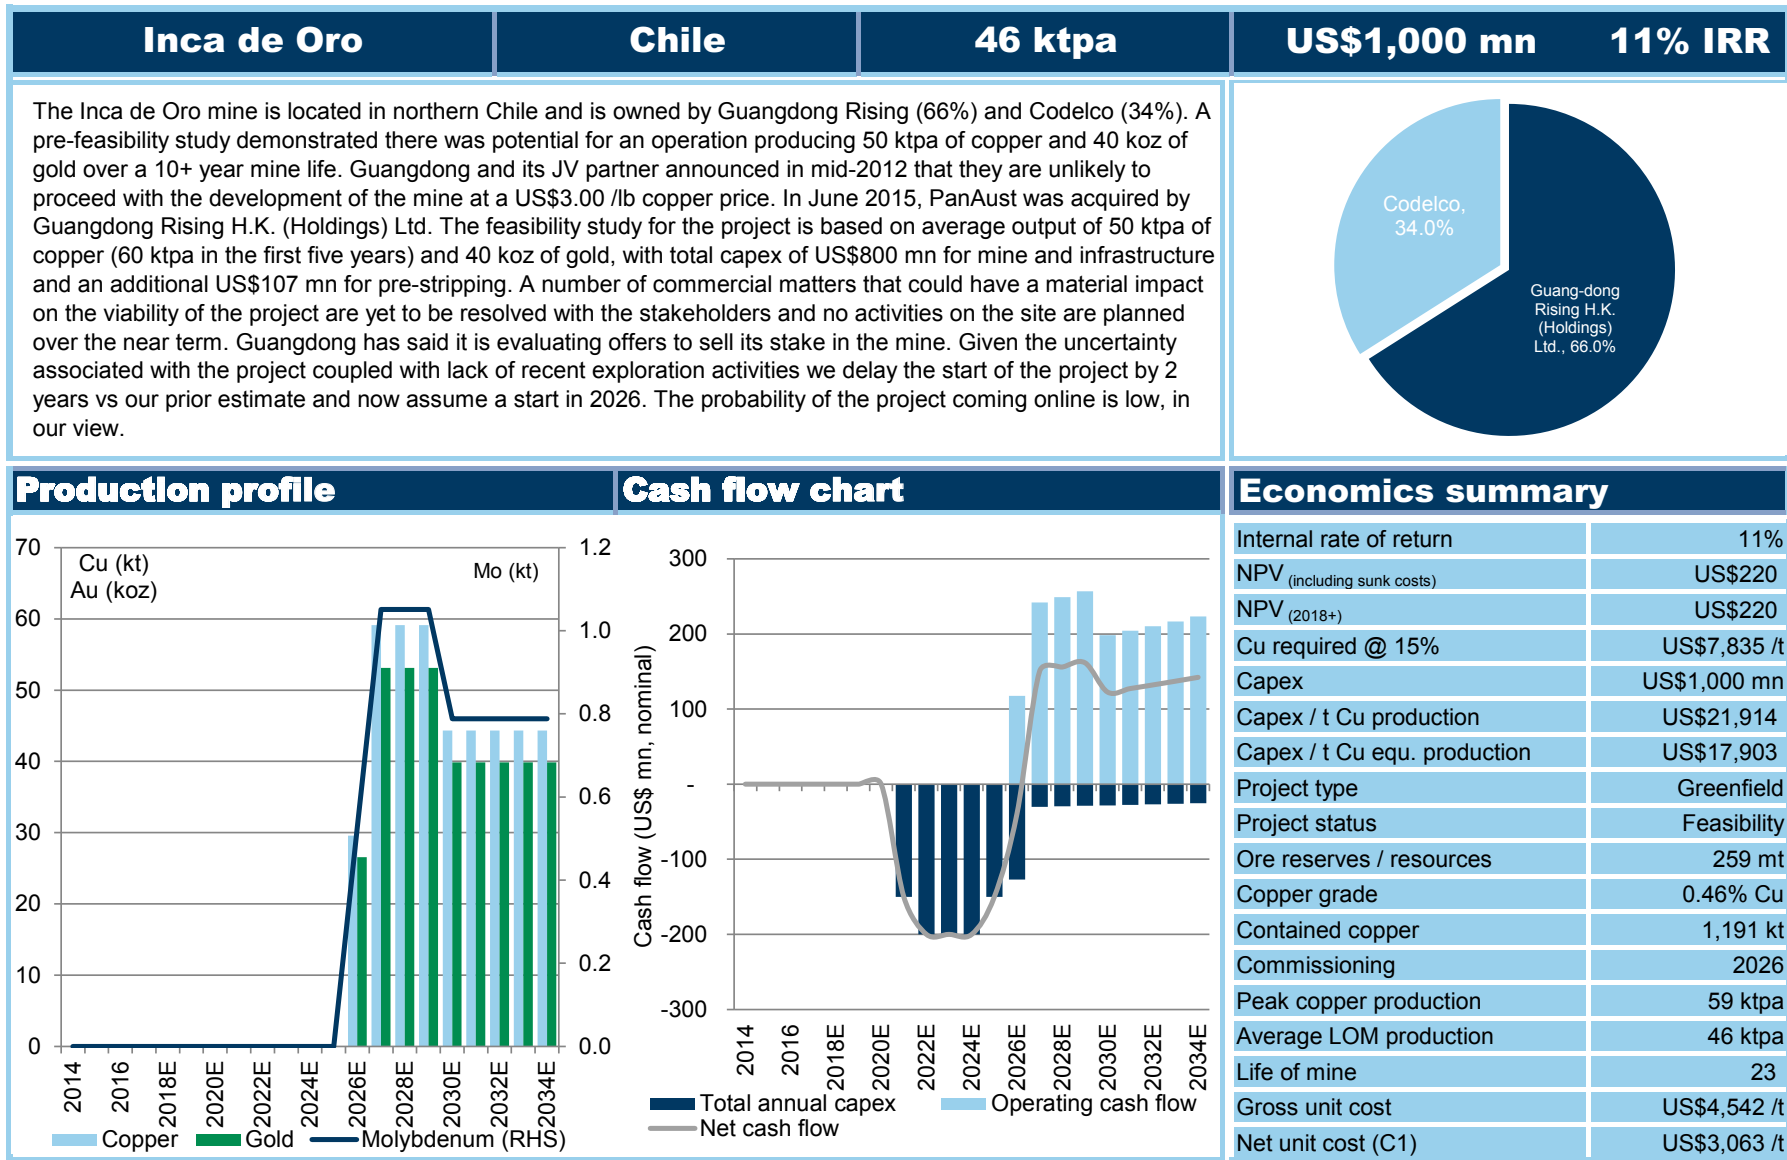 Inca de Oro
Chile
46 ktpa
US$1,000 mn
11% IRR
The Inca de Oro mine is located in northern Chile and is owned by Guangdong Rising (66%) and Codelco (34%). A
pre-feasibility study demonstrated there was potential for an operation producing 50 ktpa of copper and 40 koz of
gold over a 10+ year mine life. Guangdong and its JV partner announced in mid-2012 that they are unlikely to
proceed with the development of the mine at a US$3.00 /lb copper price. In June 2015, PanAust was acquired by
Guangdong Rising H.K. (Holdings) Ltd. The feasibility study for the project is based on average output of 50 ktpa of
copper (60 ktpa in the first five years) and 40 koz of gold, with total capex of US$800 mn for mine and infrastructure
and an additional US$107 mn for pre-stripping. A number of commercial matters that could have a material impact
on the viability of the project are yet to be resolved with the stakeholders and no activities on the site are planned
over the near term. Guangdong has said it is evaluating offers to sell its stake in the mine. Given the uncertainty
associated with the project coupled with lack of recent exploration activities we delay the start of the project by 2
years vs our prior estimate and now assume a start in 2026. The probability of the project coming online is low, in
our view.
Codelco,
34.0%
Guang-dong
Rising H.K.
(Holdings)
Ltd., 66.0%
Production profile
70
60
50
40
30
20
10
0
Cu (kt)
Au (koz)
Mo (kt)
1.2
1.0
0.8
0.6
0.4
0.2
0.0
2014
2016
2018E
2020E
2022E
2024E
2026E
2028E
2030E
2032E
2034E
Copper
Gold
Molybdenum (RHS)
Cash flow chart
Cash flow (US$ mn, nominal)
300
200
100
-
-100
-200
-300
2014
2016
2018E
2020E
2022E
2024E
2026E
2028E
2030E
2032E
2034E
Total annual capex
Operating cash flow
Net cash flow
Economics summary
Internal rate of return 11%
NPV (including sunk costs) US$220
NPV (2018+) US$220
Cu required @ 15% US$7,835 /t
Capex US$1,000 mn
Capex / t Cu production US$21,914
Capex / t Cu equ. production US$17,903
Project type Greenfield
Project status Feasibility
Ore reserves / resources 259 mt
Copper grade 0.46% Cu
Contained copper 1,191 kt
Commissioning 2026
Peak copper production 59 ktpa
Average LOM production 46 ktpa
Life of mine 23
Gross unit cost US$4,542 /t
Net unit cost (C1) US$3,063 /t